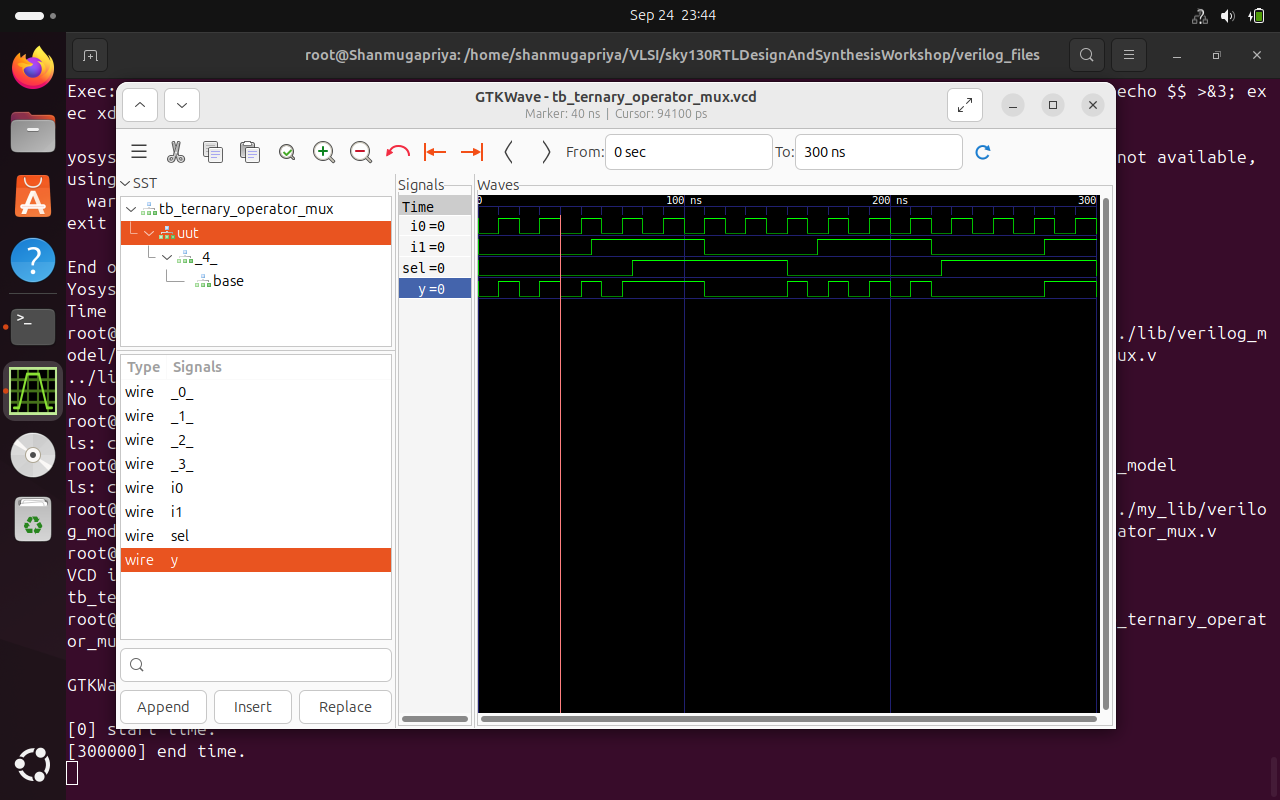 Sep 24 23:44
root@Shanmugapriya: /home/shanmugapriya/VLSI/sky130RTLDesignAndSynthesisWorkshop/verilog_files
Exec:
echo $$ >&3; ex
ec xd
yosys
not available,
using
war
exit
End o
Yosys
Time
root@
./lib/verilog_m
odel/
ux.v
../li
No to
root@
ls: c
root@
_model
ls: c
root@
./my_lib/verilo
g_mod
ator_mux.v
root@
VCD i
tb_te
root@
_ternary_operat
or_mu
GTKWa
[0] start time.
[300000] end time.
GTKWave - tb_ternary_operator_mux.vcd
Marker: 40 ns | Cursor: 94100 ps
From: 0 sec
To: 300 ns
SST
tb_ternary_operator_mux
uut
_4_
base
Type Signals
wire _0_
wire _1_
wire _2_
wire _3_
wire i0
wire i1
wire sel
wire y
Append Insert Replace
Signals
Time
i0=0
i1=0
sel=0
y=0
Waves
0 100 ns 200 ns 300